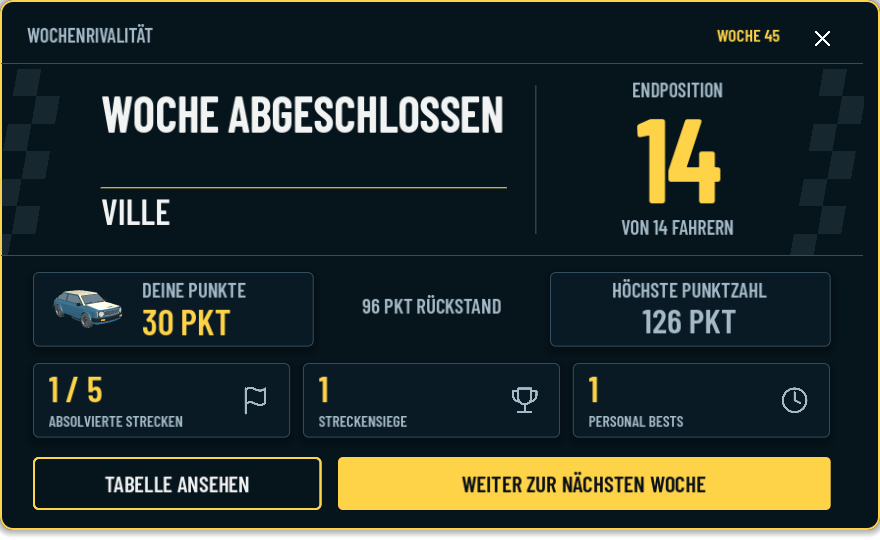 WOCHENRIVALITÄT
WOCHE 45
WOCHE ABGESCHLOSSEN
VILLE
ENDPOSITION
14
VON 14 FAHRERN
DEINE PUNKTE
30 PKT
96 PKT RÜCKSTAND
HÖCHSTE PUNKTZAHL
126 PKT
1 / 5
ABSOLVIERTE STRECKEN
1
STRECKENSIEGE
1
PERSONAL BESTS
TABELLE ANSEHEN
WEITER ZUR NÄCHSTEN WOCHE